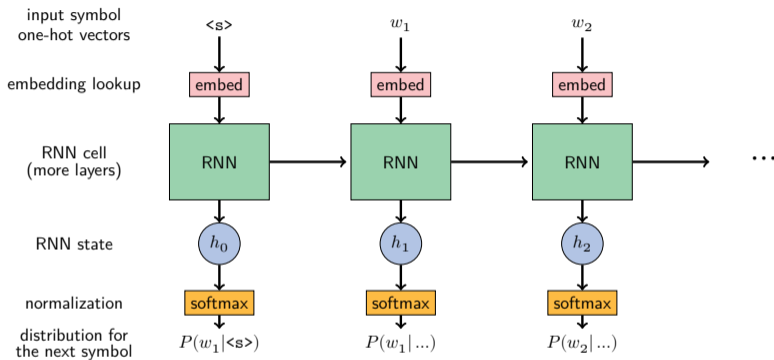 input symbol
one-hot vectors
<s>
w₁
w₂
embedding lookup
embed
embed
embed
RNN cell
(more layers)
RNN
RNN
RNN
...
RNN state
h₀
h₁
h₂
normalization
softmax
softmax
softmax
distribution for
the next symbol
P(w₁|<s>)
P(w₁|...)
P(w₂|...)